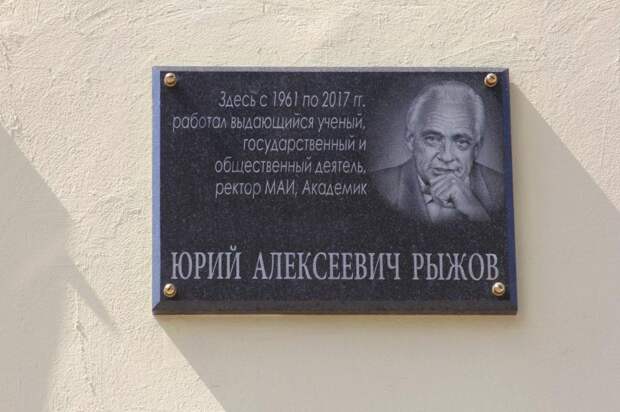 Здесь с 1961 по 2017 гг.
работал выдающийся ученый,
государственный и
общественный деятель,
ректор МАИ, Академик
ЮРИЙ АЛЕКСЕЕВИЧ РЫЖОВ